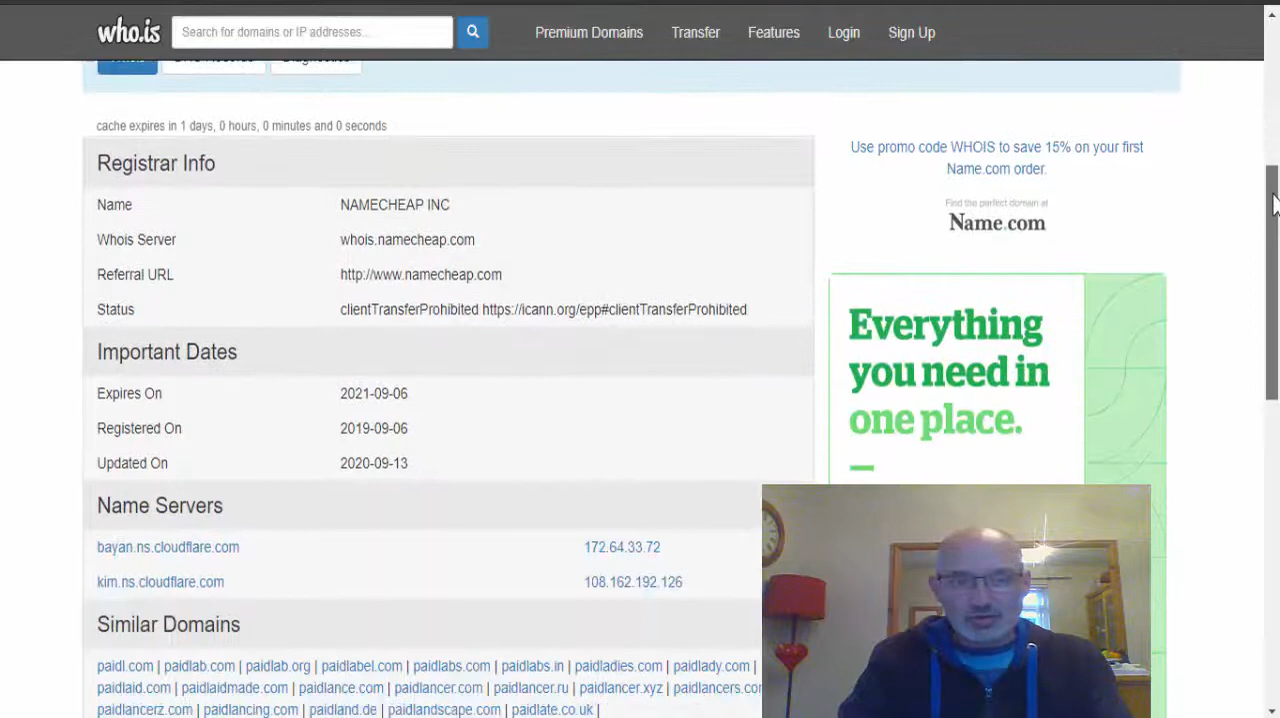 who.is
Search for domains or IP addresses...
Premium Domains
Transfer
Features
Login
Sign Up
cache expires in 1 days, 0 hours, 0 minutes and 0 seconds
Registrar Info
Name NAMECHEAP INC
Whois Server whois.namecheap.com
Referral URL http://www.namecheap.com
Status clientTransferProhibited https://icann.org/epp#clientTransferProhibited
Important Dates
Expires On 2021-09-06
Registered On 2019-09-06
Updated On 2020-09-13
Name Servers
bayan.ns.cloudflare.com 172.64.33.72
kim.ns.cloudflare.com 108.162.192.126
Similar Domains
paidl.com | paidlab.com | paidlab.org | paidlabel.com | paidlabs.com | paidlabs.in | paidladies.com | paidlady.com |
paidlaid.com | paidlaidmade.com | paidlance.com | paidlancer.com | paidlancer.ru | paidlancer.xyz | paidlancers.com
paidlancerz.com | paidlancing.com | paidland.de | paidlandscape.com | paidlate.co.uk |
Use promo code WHOIS to save 15% on your first
Name.com order.
Find the perfect domain at
Name.com
Everything
you need in
one place.